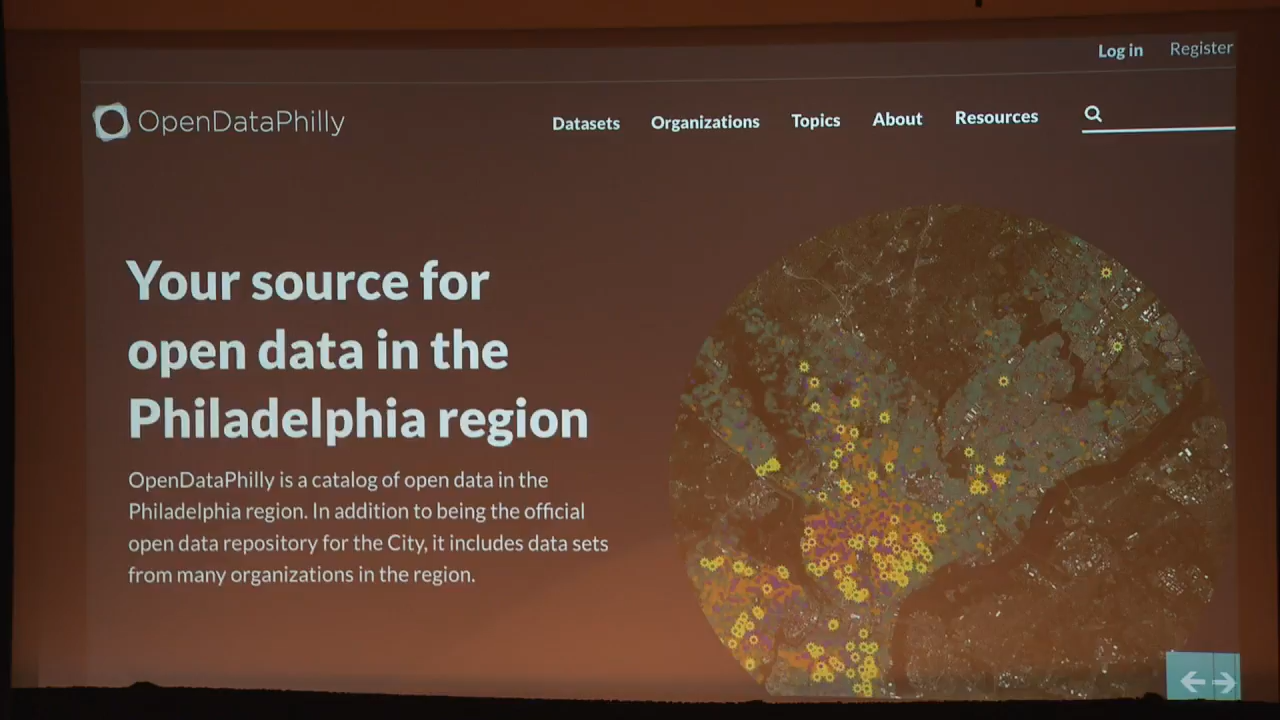 Log in Register
OpenDataPhilly Datasets Organizations Topics About Resources
Your source for
open data in the
Philadelphia region
OpenDataPhilly is a catalog of open data in the
Philadelphia region. In addition to being the official
open data repository for the City, it includes data sets
from many organizations in the region.